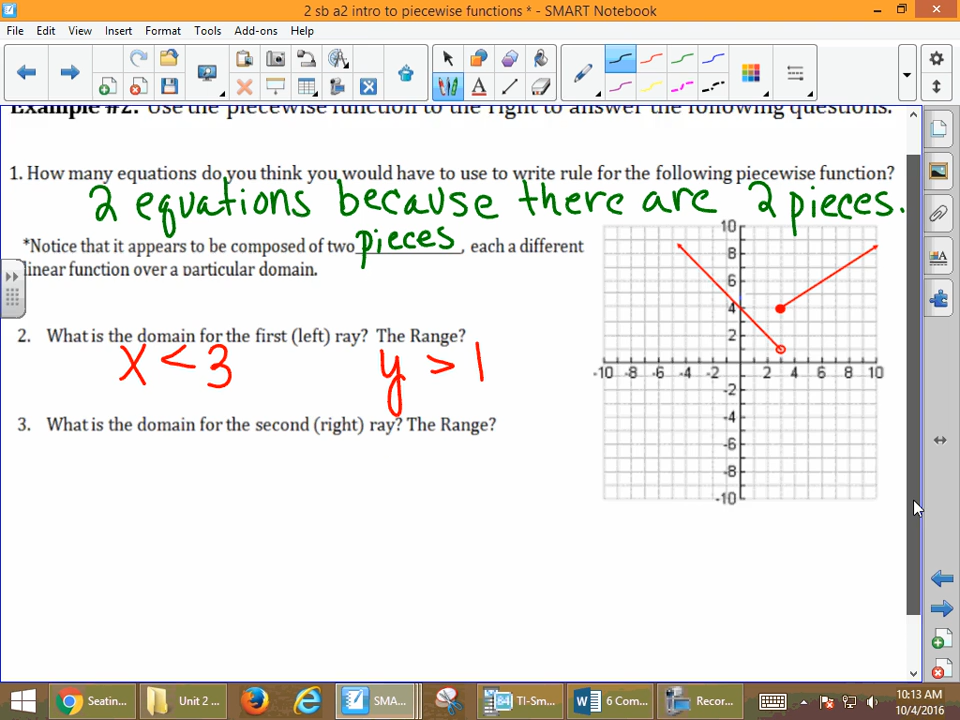 2 sb a2 intro to piecewise functions * - SMART Notebook
File Edit View Insert Format Tools Add-ons Help
Example #2: Use the piecewise function to the right to answer the following questions.
1. How many equations do you think you would have to use to write rule for the following piecewise function?
2 equations because there are 2 pieces.
*Notice that it appears to be composed of two pieces, each a different
linear function over a particular domain.
2. What is the domain for the first (left) ray? The Range?
x < 3 y > 1
3. What is the domain for the second (right) ray? The Range?
10
8
6
4
2
-10 -8 -6 -4 -2 2 4 6 8 10
-2
-4
-6
-8
-10
Seatin... Unit 2 ... SMA... TI-Sm... 6 Com... Recor...
10:13 AM
10/4/2016